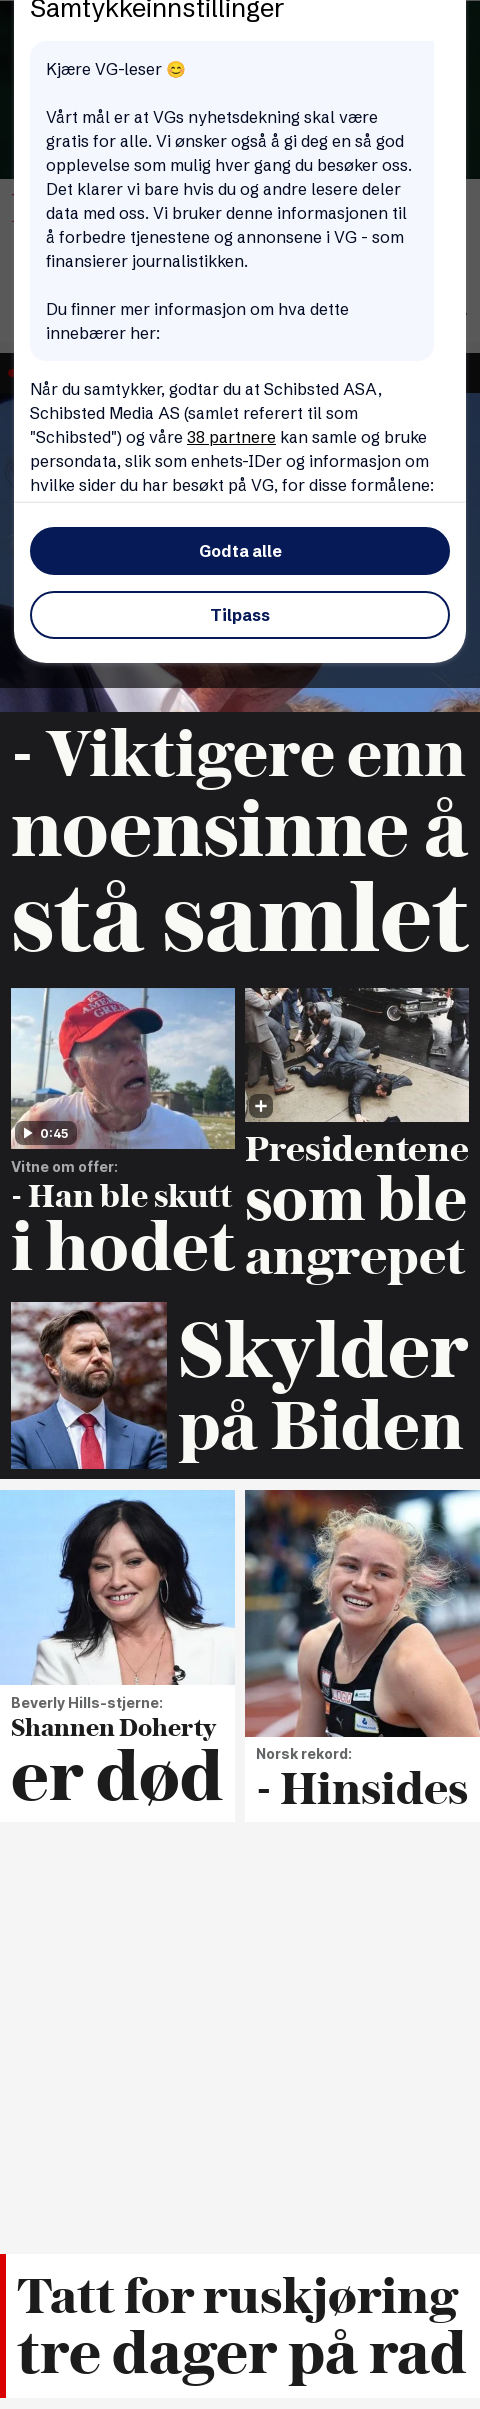 Samtykkeinnstillinger
Kjære VG-leser 😊
Vårt mål er at VGs nyhetsdekning skal være
gratis for alle. Vi ønsker også å gi deg en så god
opplevelse som mulig hver gang du besøker oss.
Det klarer vi bare hvis du og andre lesere deler
data med oss. Vi bruker denne informasjonen til
å forbedre tjenestene og annonsene i VG - som
finansierer journalistikken.
Du finner mer informasjon om hva dette
innebærer her:
Når du samtykker, godtar du at Schibsted ASA,
Schibsted Media AS (samlet referert til som
"Schibsted") og våre 38 partnere kan samle og bruke
persondata, slik som enhets-IDer og informasjon om
hvilke sider du har besøkt på VG, for disse formålene:
Godta alle
Tilpass
- Viktigere enn
noensinne å
stå samlet
0:45
Vitne om offer:
- Han ble skutt
i hodet
Presidentene
som ble
angrepet
Skylder
på Biden
Beverly Hills-stjerne:
Shannen Doherty
er død
Norsk rekord:
- Hinsides
Tatt for ruskjøring
tre dager på rad